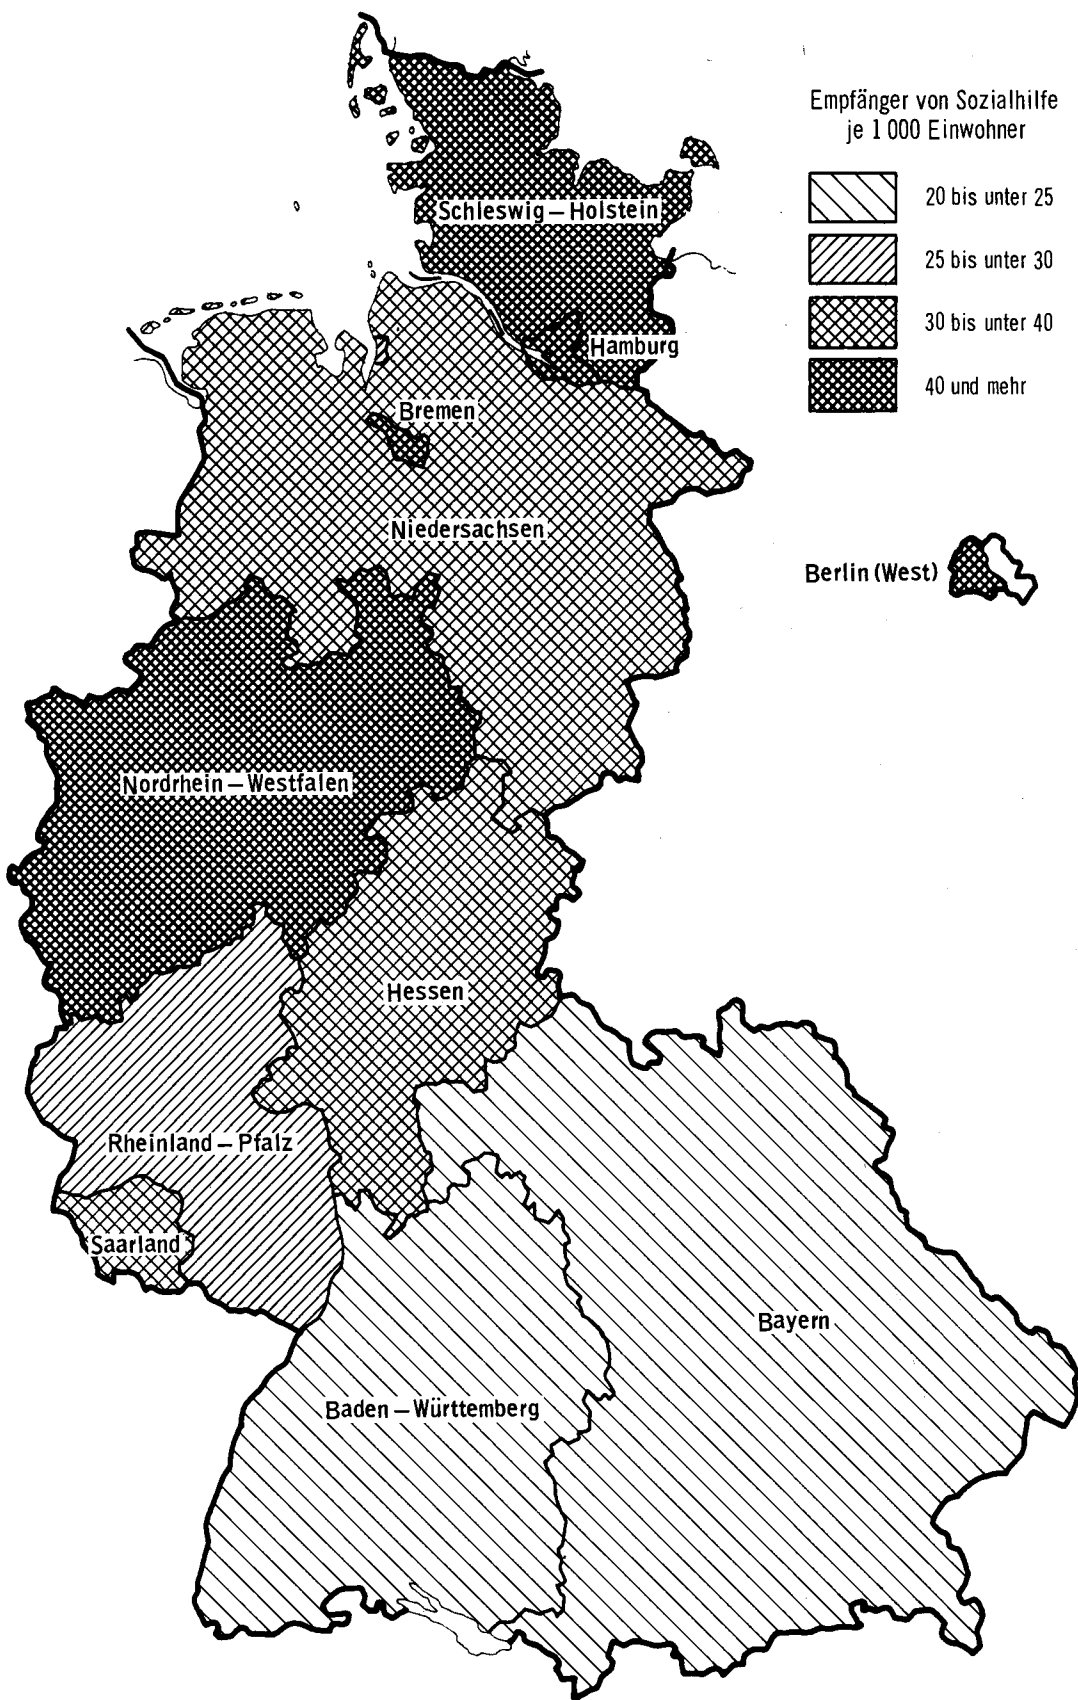 Empfänger von Sozialhilfe
je 1 000 Einwohner
20 bis unter 25
25 bis unter 30
30 bis unter 40
40 und mehr
Schleswig – Holstein
Hamburg
Bremen
Niedersachsen
Berlin (West)
Nordrhein – Westfalen
Hessen
Rheinland – Pfalz
Saarland
Bayern
Baden – Württemberg